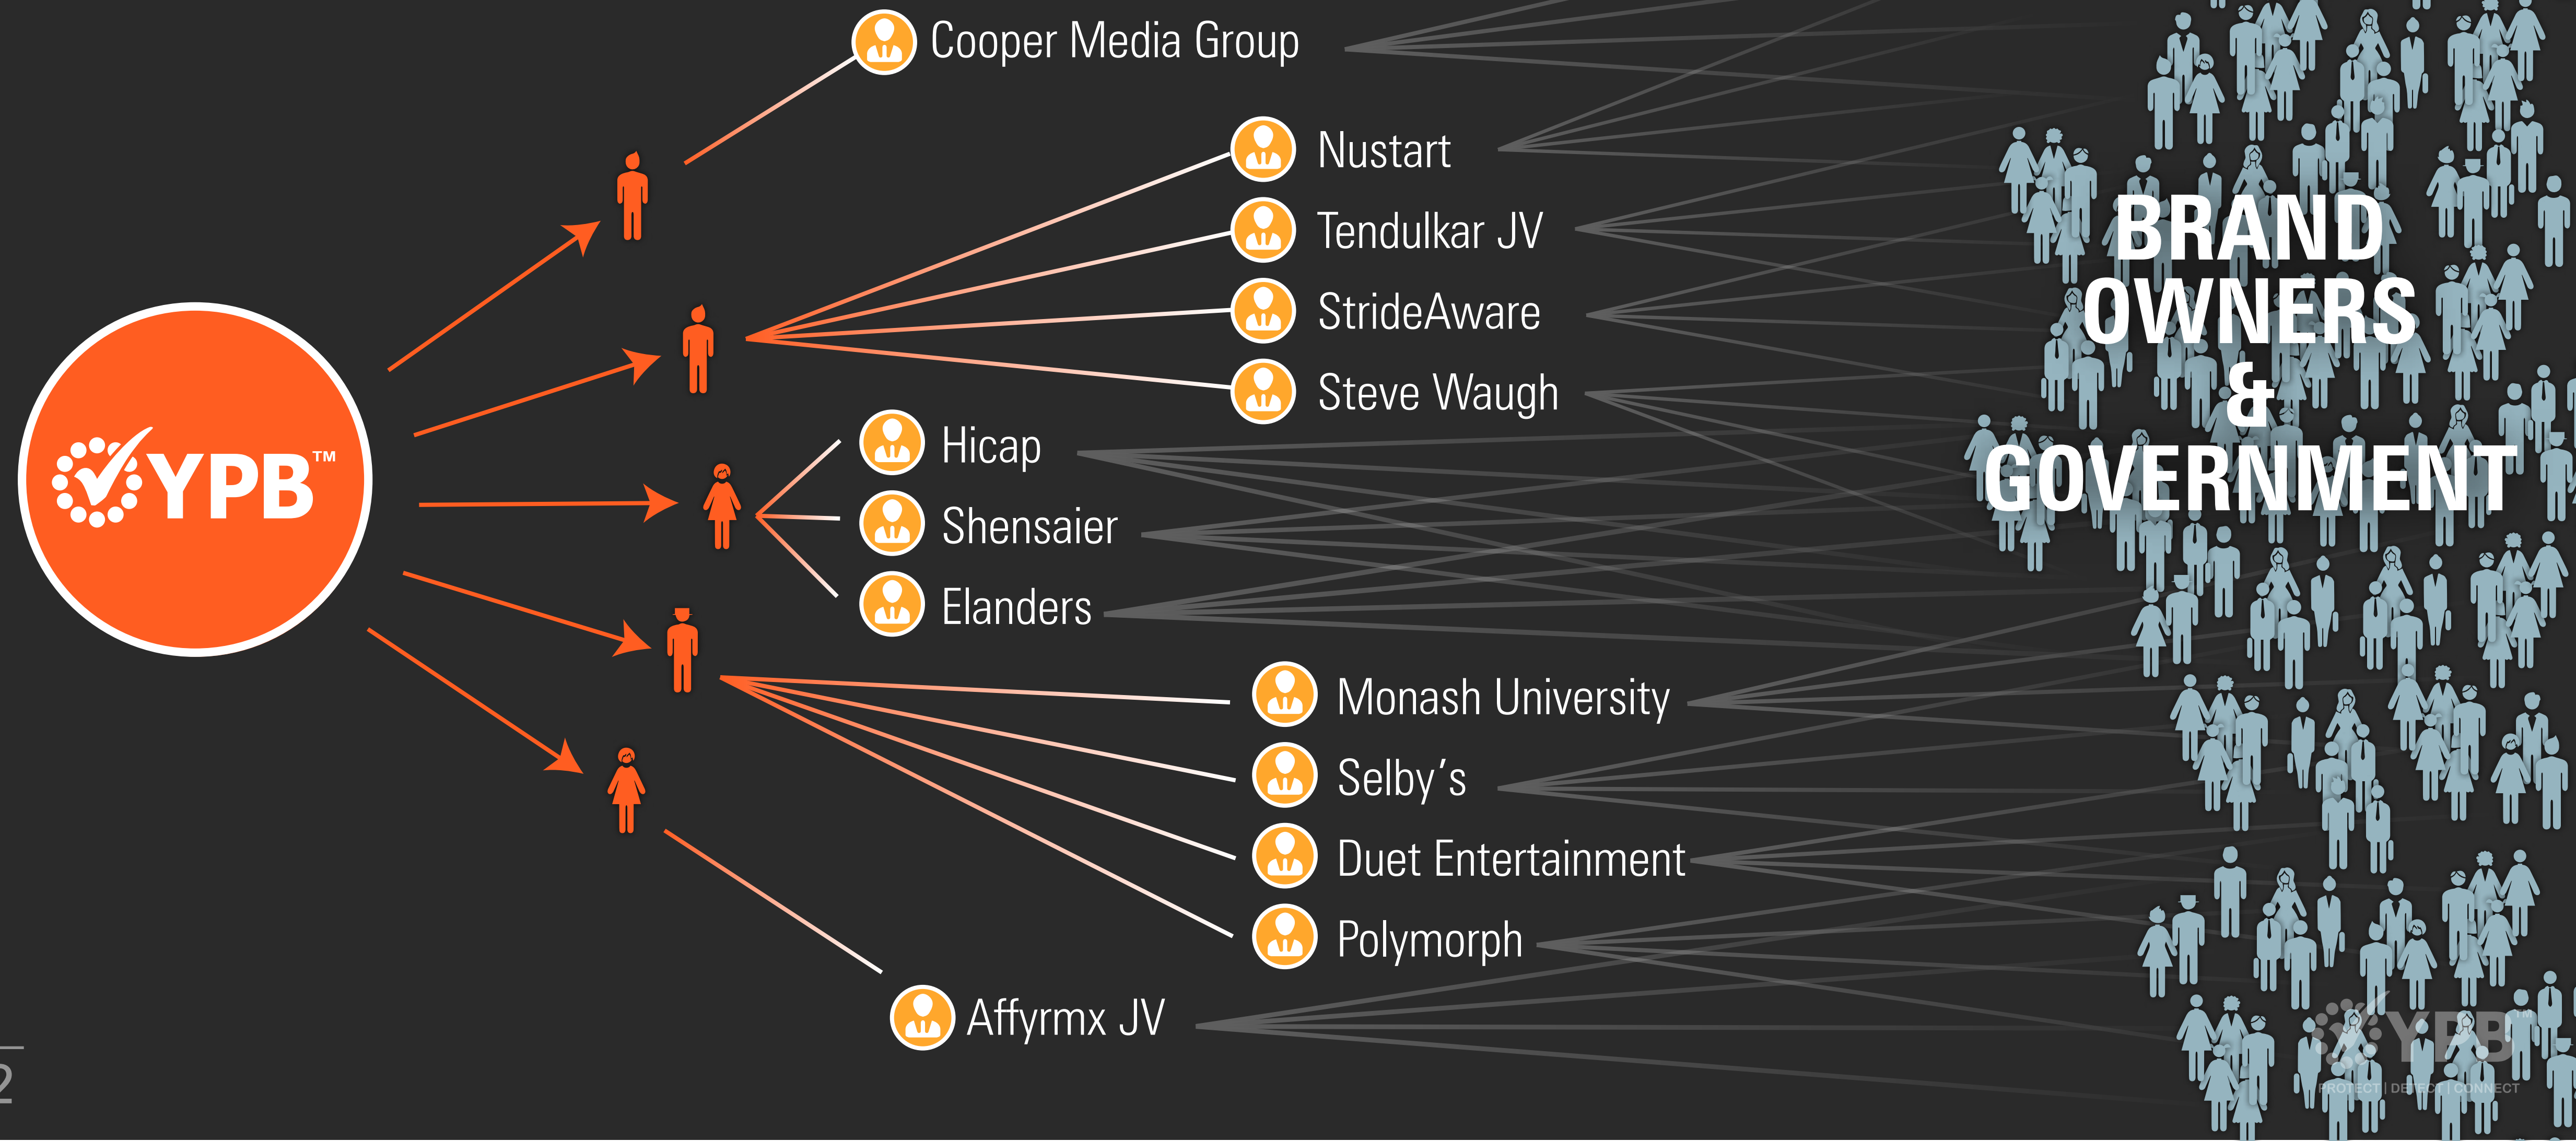 Cooper Media Group
Nustart
Tendulkar JV
StrideAware
Steve Waugh
YPB™
Hicap
Shensaier
Elanders
Monash University
Selby's
Duet Entertainment
Polymorph
Affyrmx JV
BRAND
OWNERS
&
GOVERNMENT
2
YPB™
PROTECT | DETECT | CONNECT